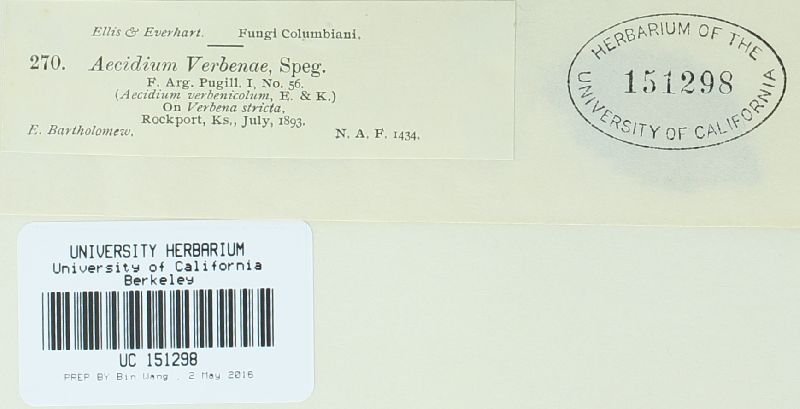 Ellis & Everhart. Fungi Columbiani.
270. Aecidium Verbenae, Speg.
F. Arg. Pugill. I, No. 56.
(Aecidium verbenicolum, E. & K.)
On Verbena stricta,
Rockport, Ks., July, 1893.
E. Bartholomew. N. A. F. 1434.
HERBARIUM OF THE
151298
UNIVERSITY OF CALIFORNIA
UNIVERSITY HERBARIUM
University of California
Berkeley
UC 151298
PREP BY Bin Wang , 2 May 2016